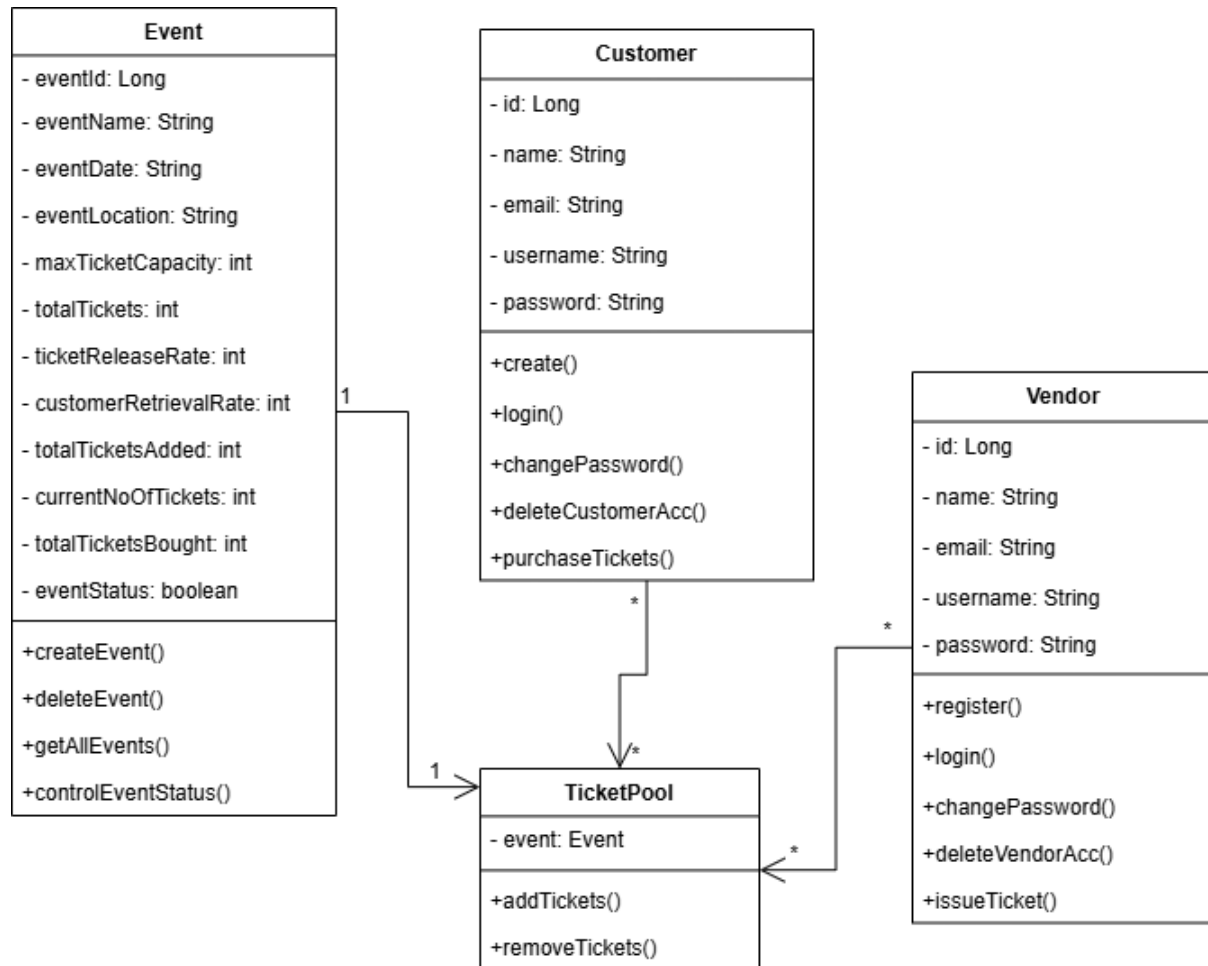 Event
- eventId: Long
- eventName: String
- eventDate: String
- eventLocation: String
- maxTicketCapacity: int
- totalTickets: int
- ticketReleaseRate: int
- customerRetrievalRate: int
- totalTicketsAdded: int
- currentNoOfTickets: int
- totalTicketsBought: int
- eventStatus: boolean
+createEvent()
+deleteEvent()
+getAllEvents()
+controlEventStatus()
1
1
Customer
- id: Long
- name: String
- email: String
- username: String
- password: String
+create()
+login()
+changePassword()
+deleteCustomerAcc()
+purchaseTickets()
*
*
TicketPool
- event: Event
+addTickets()
+removeTickets()
Vendor
- id: Long
- name: String
- email: String
- username: String
- password: String
+register()
+login()
+changePassword()
+deleteVendorAcc()
+issueTicket()
*
*